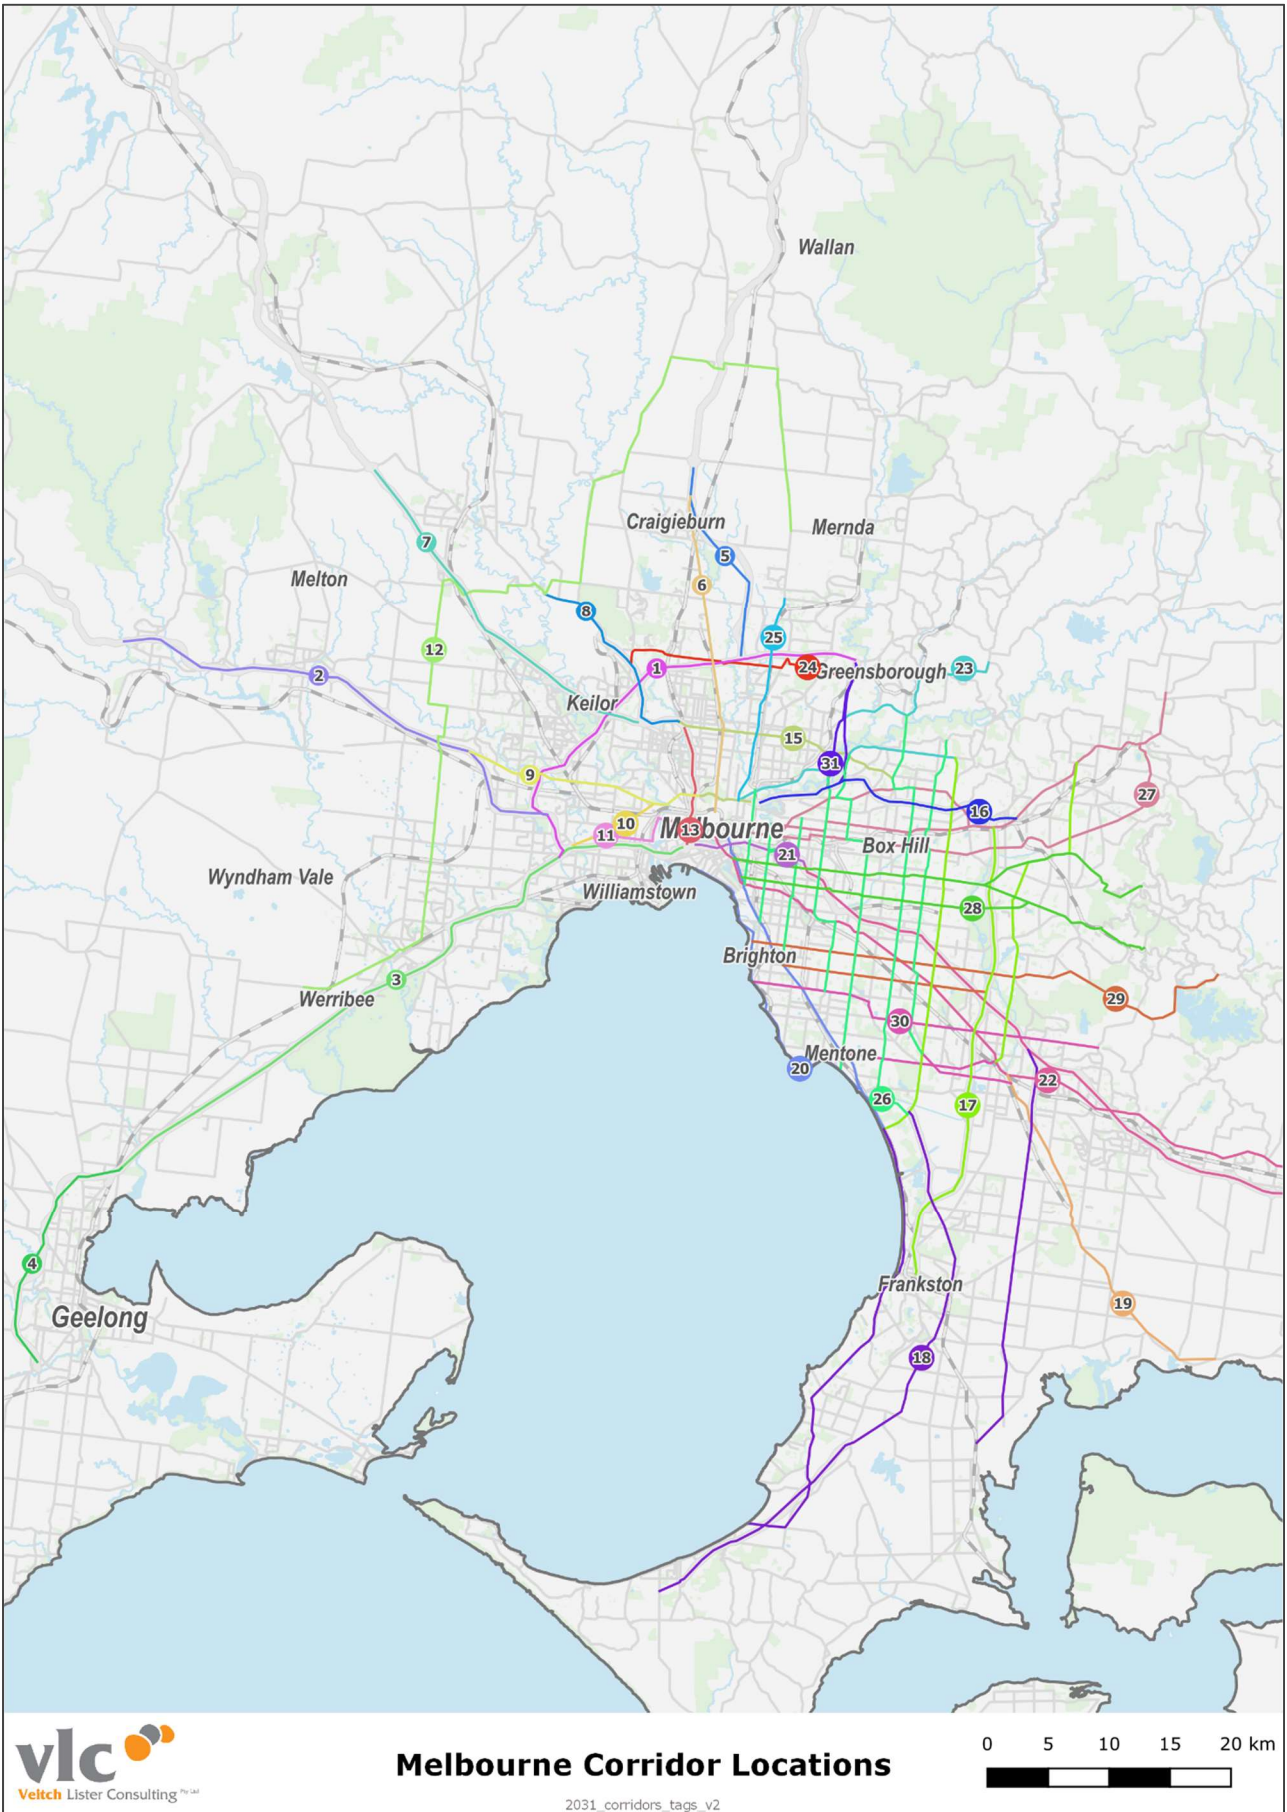 Wallan
Craigieburn
Mernda
7
5
6
Melton
8
25
12
24
1
2
Greensborough
23
Keilor
15
31
9
27
16
10
13
Melbourne
11
Box Hill
21
Wyndham Vale
Williamstown
28
Brighton
3
Werribee
29
30
Mentone
20
22
26
17
4
Frankston
Geelong
19
18
vlc
Veitch Lister Consulting Pty Ltd
Melbourne Corridor Locations
0 5 10 15 20 km
2031_corridors_tags_v2